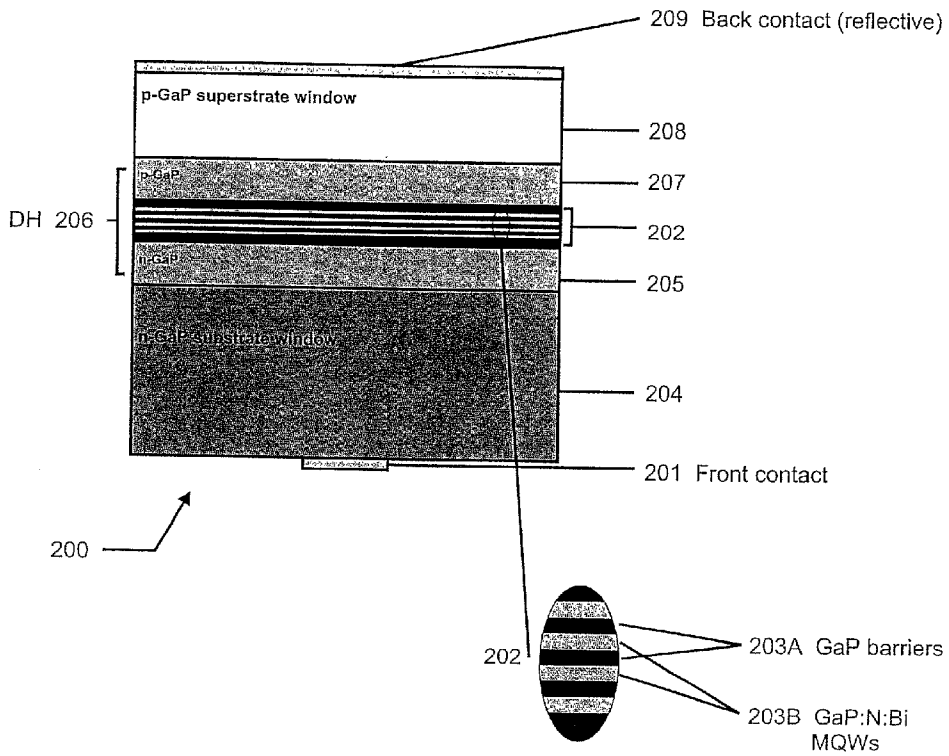 209 Back contact (reflective)
p-GaP superstrate window
208
p-GaP
207
DH 206
202
n-GaP
205
n-GaP substrate window
204
201 Front contact
200
202
203A GaP barriers
203B GaP:N:Bi
MQWs